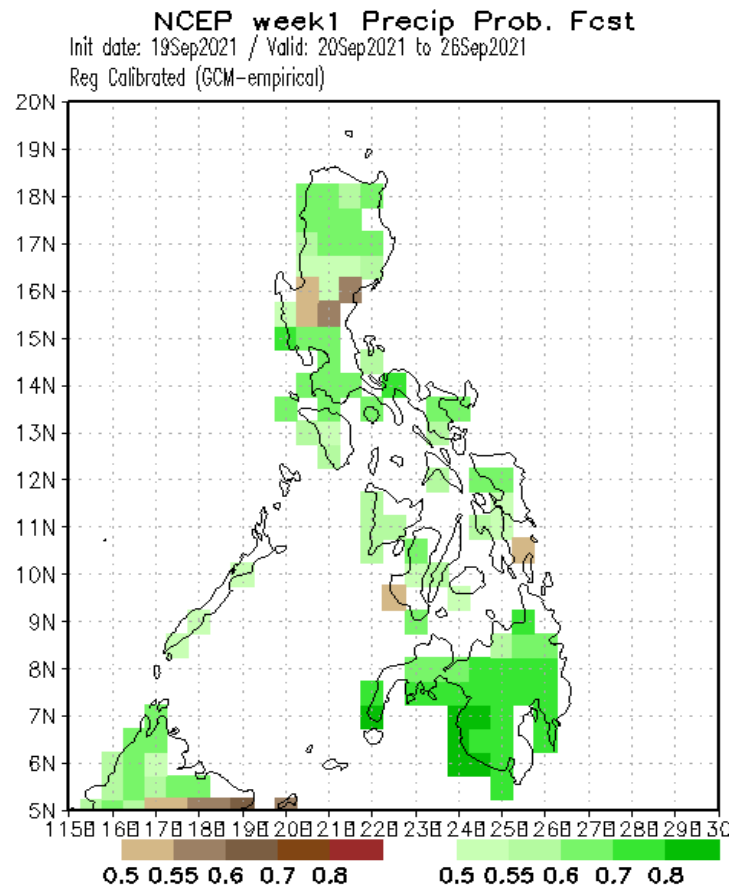 NCEP week1 Precip Prob. Fcst
Init date: 19Sep2021 / Valid: 20Sep2021 to 26Sep2021
Reg Calibrated (GCM-empirical)
20N
19N
18N
17N
16N
15N
14N
13N
12N
11N
10N
9N
8N
7N
6N
5N
0.5 0.55 0.6 0.7 0.8 0.5 0.55 0.6 0.7 0.8